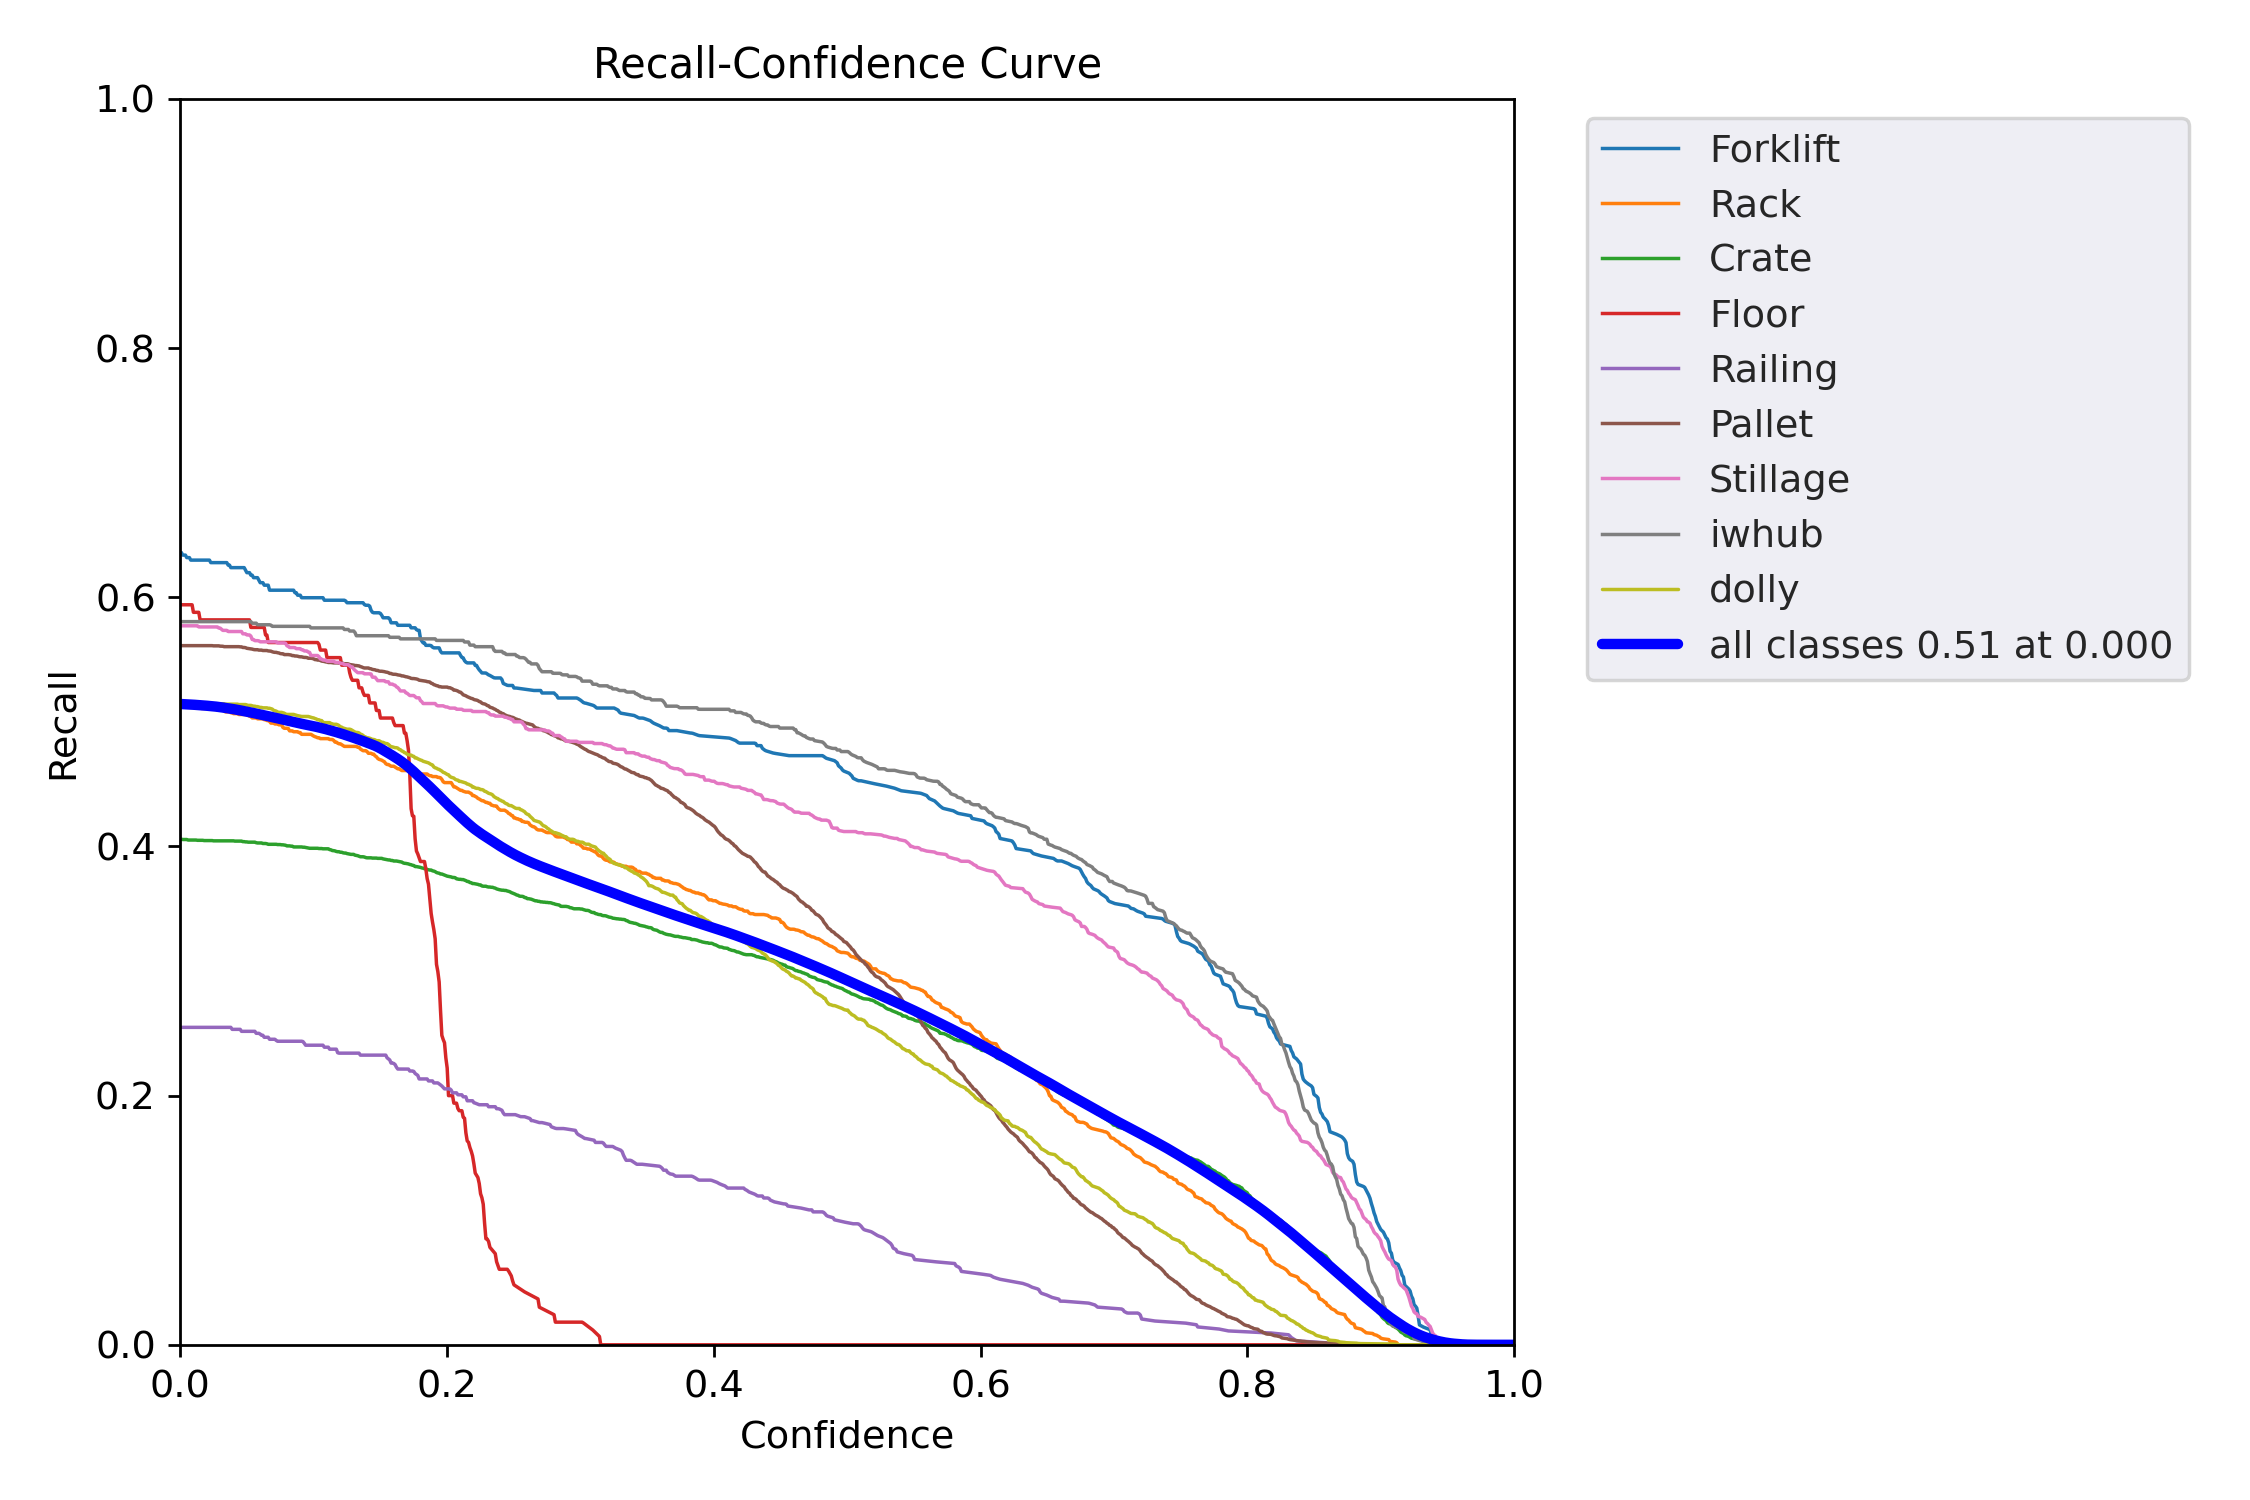 Recall-Confidence Curve
1.0
0.8
0.6
0.4
0.2
0.0
Recall
0.0 0.2 0.4 0.6 0.8 1.0
Confidence
Forklift
Rack
Crate
Floor
Railing
Pallet
Stillage
iwhub
dolly
all classes 0.51 at 0.000